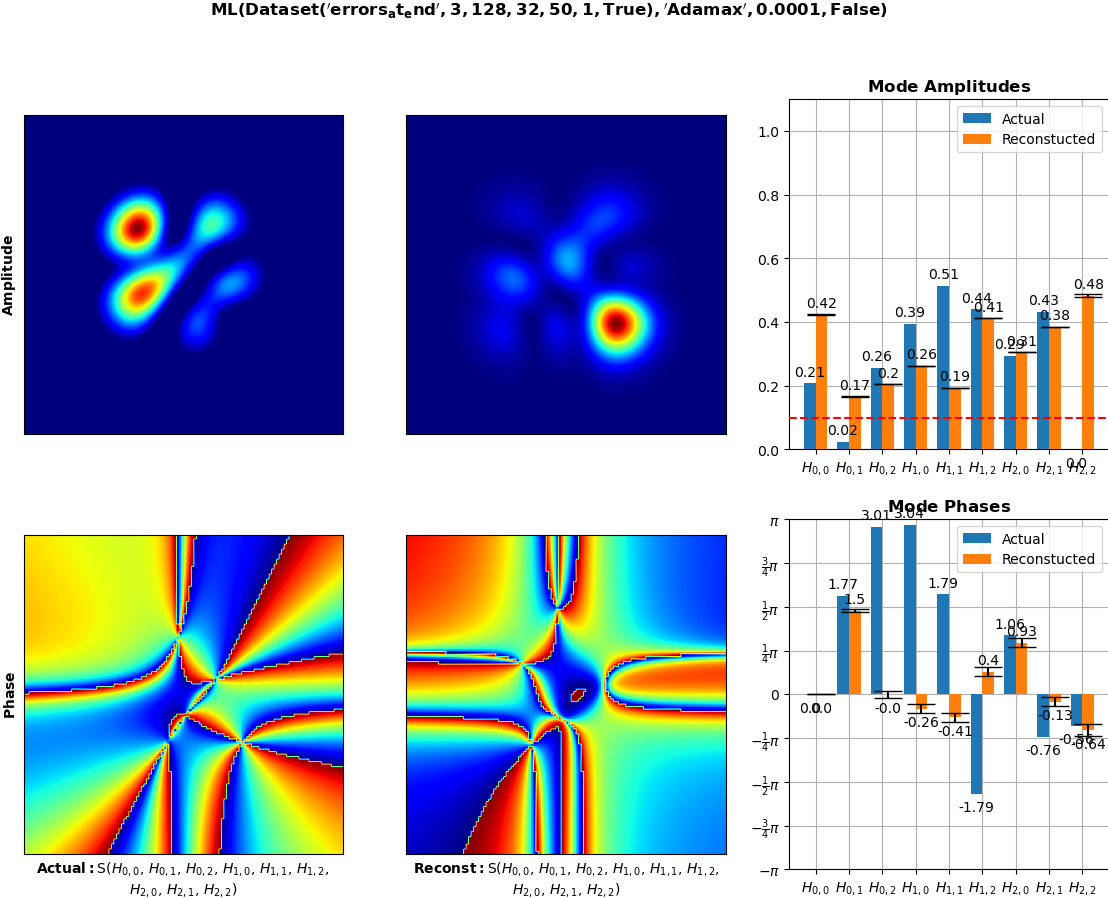 ML(Dataset('errors_at_end', 3, 128, 32, 50, 1, True), 'Adamax', 0.0001, False)
Amplitude
Mode Amplitudes
Actual
Reconstucted
1.0
0.8
0.6
0.4
0.2
0.0
0.21
0.42
0.02
0.17
0.26
0.2
0.39
0.26
0.51
0.19
0.44
0.41
0.29
0.31
0.43
0.38
0.0
0.48
H0,0 H0,1 H0,2 H1,0 H1,1 H1,2 H2,0 H2,1 H2,2
Phase
Actual: S(H0,0, H0,1, H0,2, H1,0, H1,1, H1,2,
H2,0, H2,1, H2,2)
Reconst: S(H0,0, H0,1, H0,2, H1,0, H1,1, H1,2,
H2,0, H2,1, H2,2)
Mode Phases
Actual
Reconstucted
π
3/4π
1/2π
1/4π
0
−1/4π
−1/2π
−3/4π
−π
0.0
0.0
1.77
1.5
3.01
-0.0
3.04
-0.26
1.79
-0.41
-1.79
0.4
1.06
0.93
-0.76
-0.13
-0.56
-0.64
H0,0 H0,1 H0,2 H1,0 H1,1 H1,2 H2,0 H2,1 H2,2